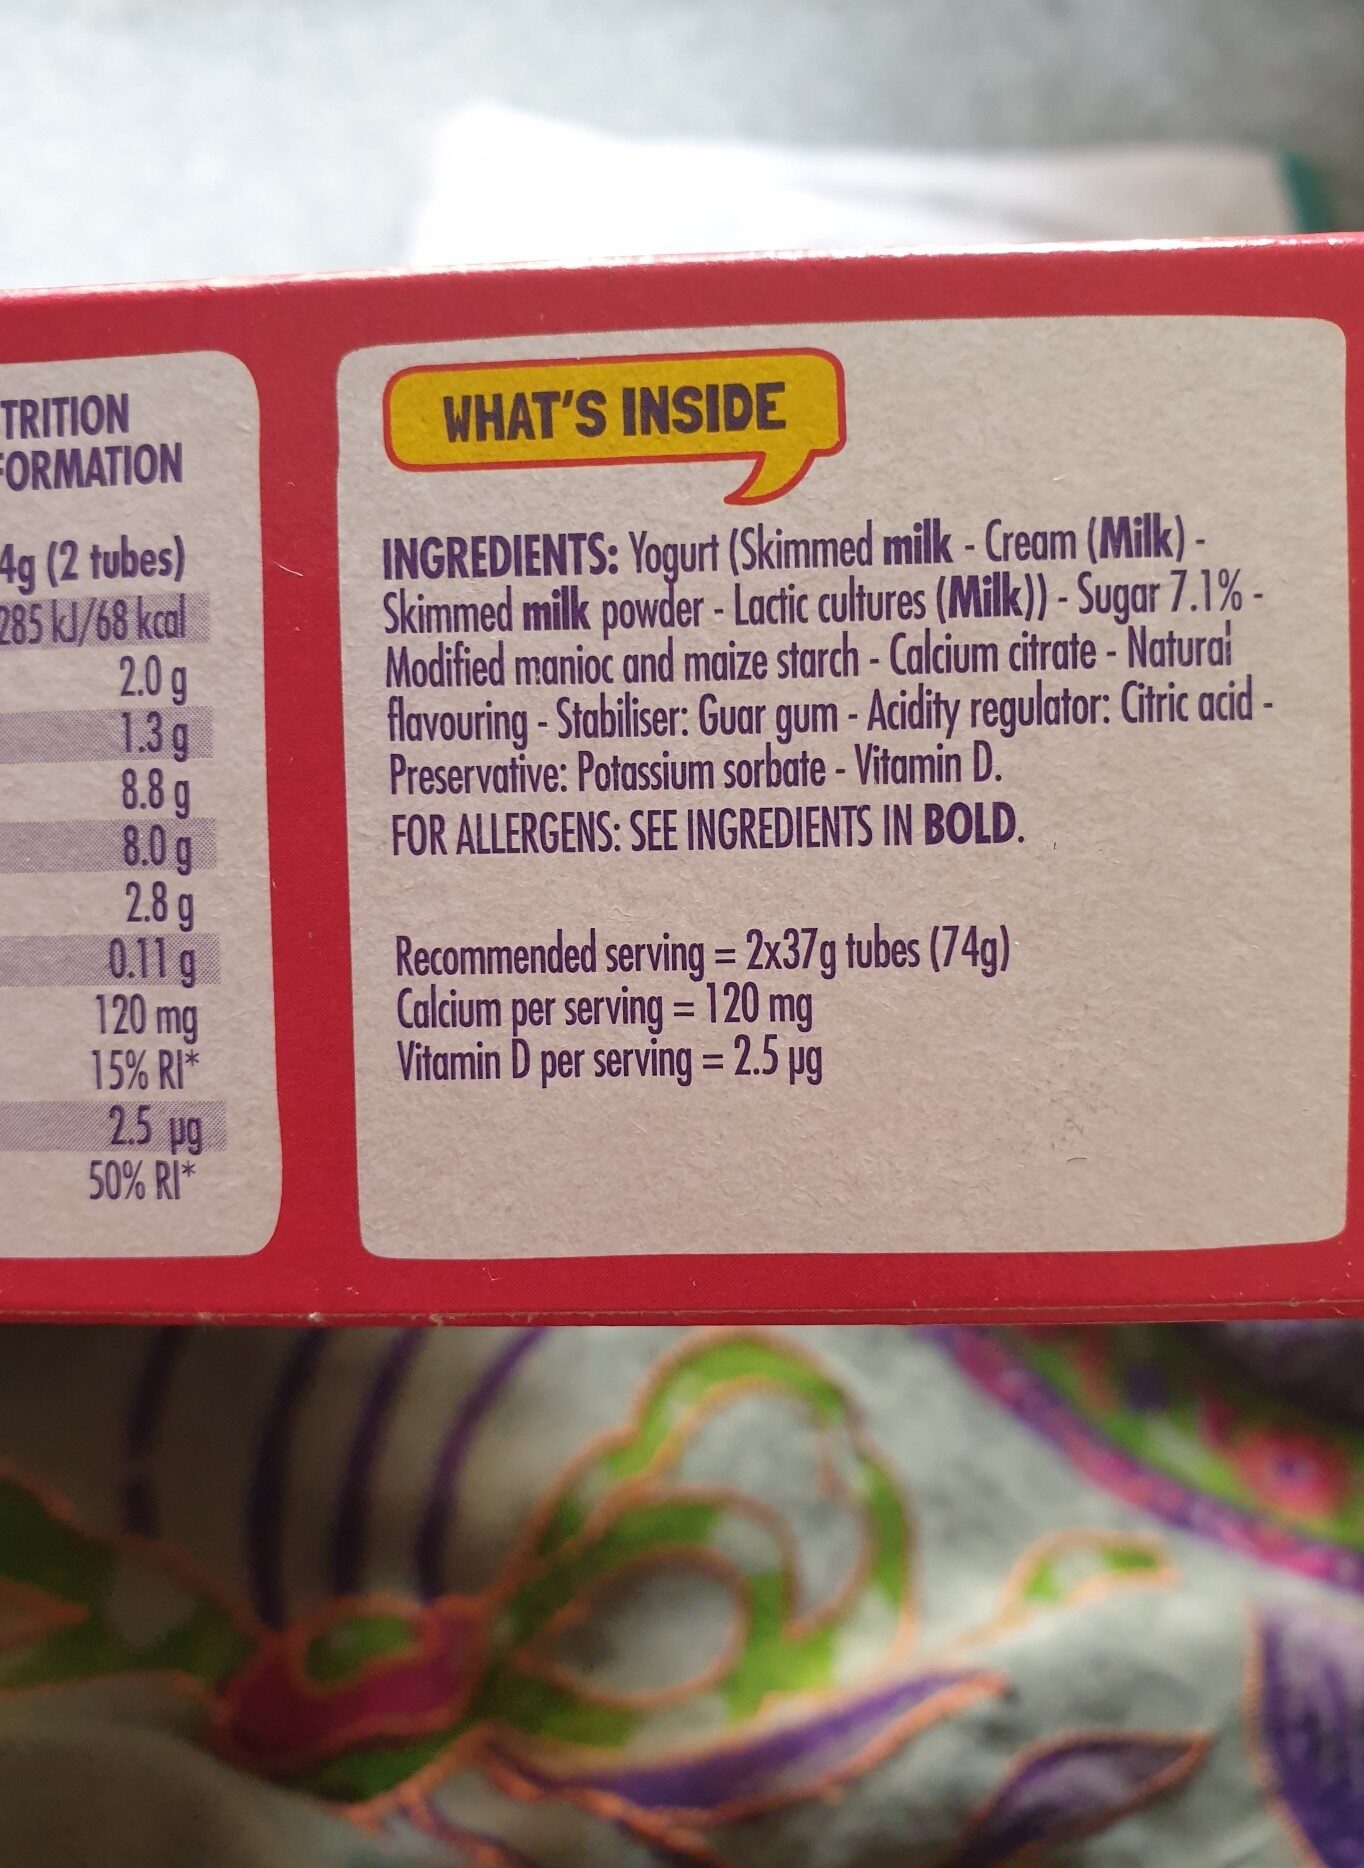 TRITION
FORMATION
4g (2 tubes)
285 kJ/68 kcal
2.0 g
1.3 g
8.8 g
8.0 g
2.8 g
0.11 g
120 mg
15% RI*
2.5 µg
50% RI*
WHAT'S INSIDE
INGREDIENTS: Yogurt (Skimmed milk - Cream (Milk) -
Skimmed milk powder - Lactic cultures (Milk)) - Sugar 7.1% -
Modified manioc and maize starch - Calcium citrate - Natural
flavouring - Stabiliser: Guar gum - Acidity regulator: Citric acid -
Preservative: Potassium sorbate - Vitamin D.
FOR ALLERGENS: SEE INGREDIENTS IN BOLD.
Recommended serving = 2x37g tubes (74g)
Calcium per serving = 120 mg
Vitamin D per serving = 2.5 µg